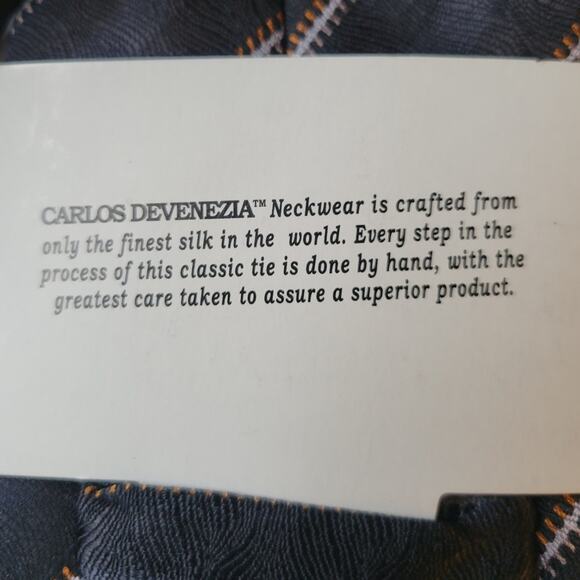 CARLOS DEVENEZIA™ Neckwear is crafted from
only the finest silk in the world. Every step in the
process of this classic tie is done by hand, with the
greatest care taken to assure a superior product.